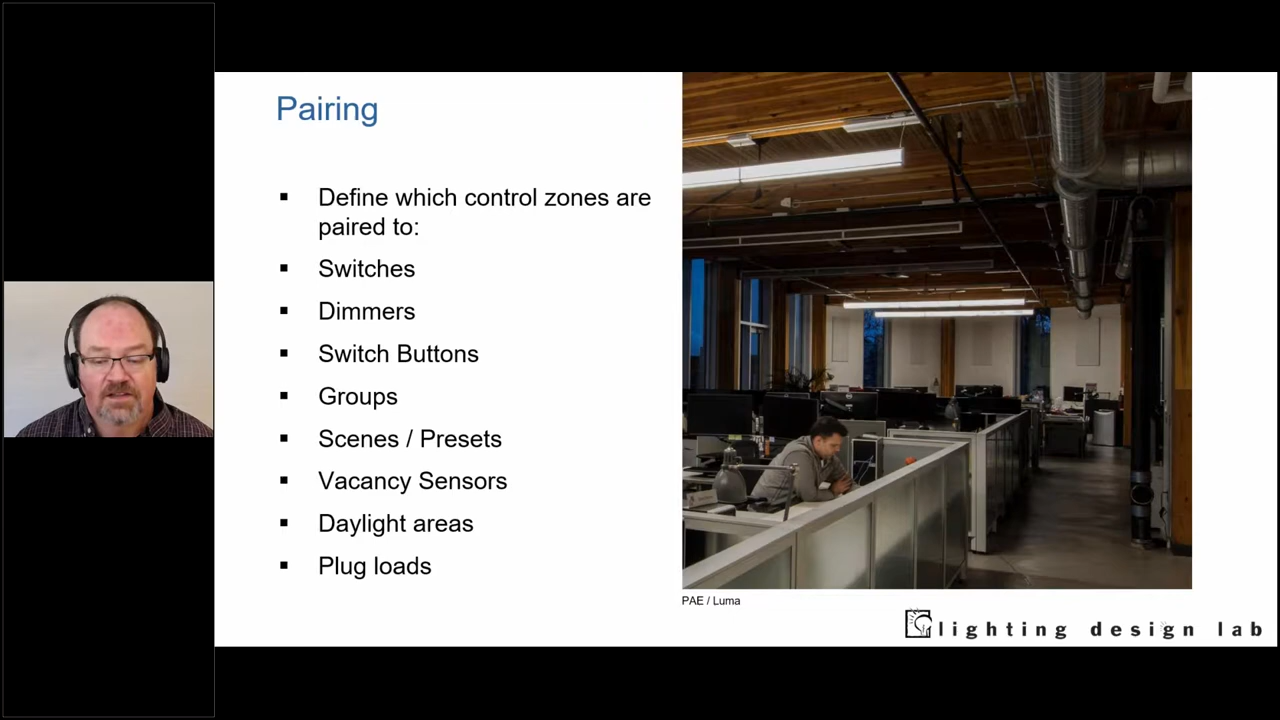 Pairing
▪ Define which control zones are
paired to:
▪ Switches
▪ Dimmers
▪ Switch Buttons
▪ Groups
▪ Scenes / Presets
▪ Vacancy Sensors
▪ Daylight areas
▪ Plug loads
PAE / Luma
lighting design lab